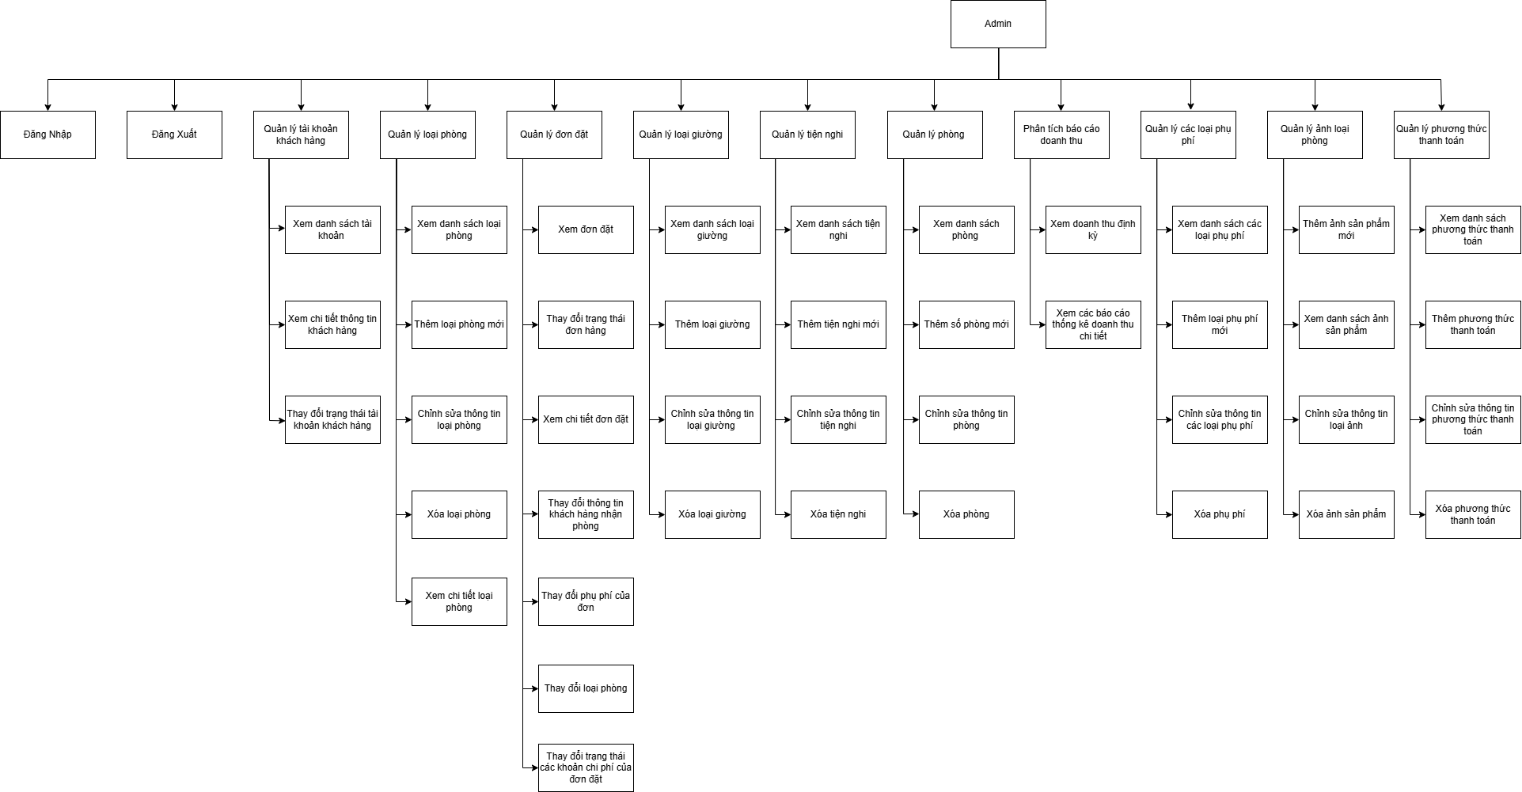 Admin
Đăng Nhập
Đăng Xuất
Quản lý tải khoản
khách hàng
Quản lý loại phòng
Quản lý đơn đặt
Quản lý loại giường
Quản lý tiện nghi
Quản lý phòng
Phân tích báo cáo
doanh thu
Quản lý các loại phụ
phí
Quản lý ảnh loại
phòng
Quản lý phương thức
thanh toán
Xem danh sách tài
khoản
Xem chi tiết thông tin
khách hàng
Thay đổi trạng thái tài
khoản khách hàng
Xem danh sách loại
phòng
Thêm loại phòng mới
Chỉnh sửa thông tin
loại phòng
Xóa loại phòng
Xem chi tiết loại
phòng
Xem đơn đặt
Thay đổi trạng thái
đơn hàng
Xem chi tiết đơn đặt
Thay đổi thông tin
khách hàng nhận
phòng
Thay đổi phụ phí của
đơn
Thay đổi loại phòng
Thay đổi trạng thái
các khoản chi phí của
đơn đặt
Xem danh sách loại
giường
Thêm loại giường
Chỉnh sửa thông tin
loại giường
Xóa loại giường
Xem danh sách tiện
nghi
Thêm tiện nghi mới
Chỉnh sửa thông tin
tiện nghi
Xóa tiện nghi
Xem danh sách
phòng
Thêm số phòng mới
Chỉnh sửa thông tin
phòng
Xóa phòng
Xem doanh thu định
kỳ
Xem các báo cáo
thống kê doanh thu
chi tiết
Xem danh sách các
loại phụ phí
Thêm loại phụ phí
mới
Chỉnh sửa thông tin
các loại phụ phí
Xóa phụ phí
Thêm ảnh sản phẩm
mới
Xem danh sách ảnh
sản phẩm
Chỉnh sửa thông tin
loại ảnh
Xóa ảnh sản phẩm
Xem danh sách
phương thức thanh
toán
Thêm phương thức
thanh toán
Chỉnh sửa thông tin
phương thức thanh
toán
Xóa phương thức
thanh toán